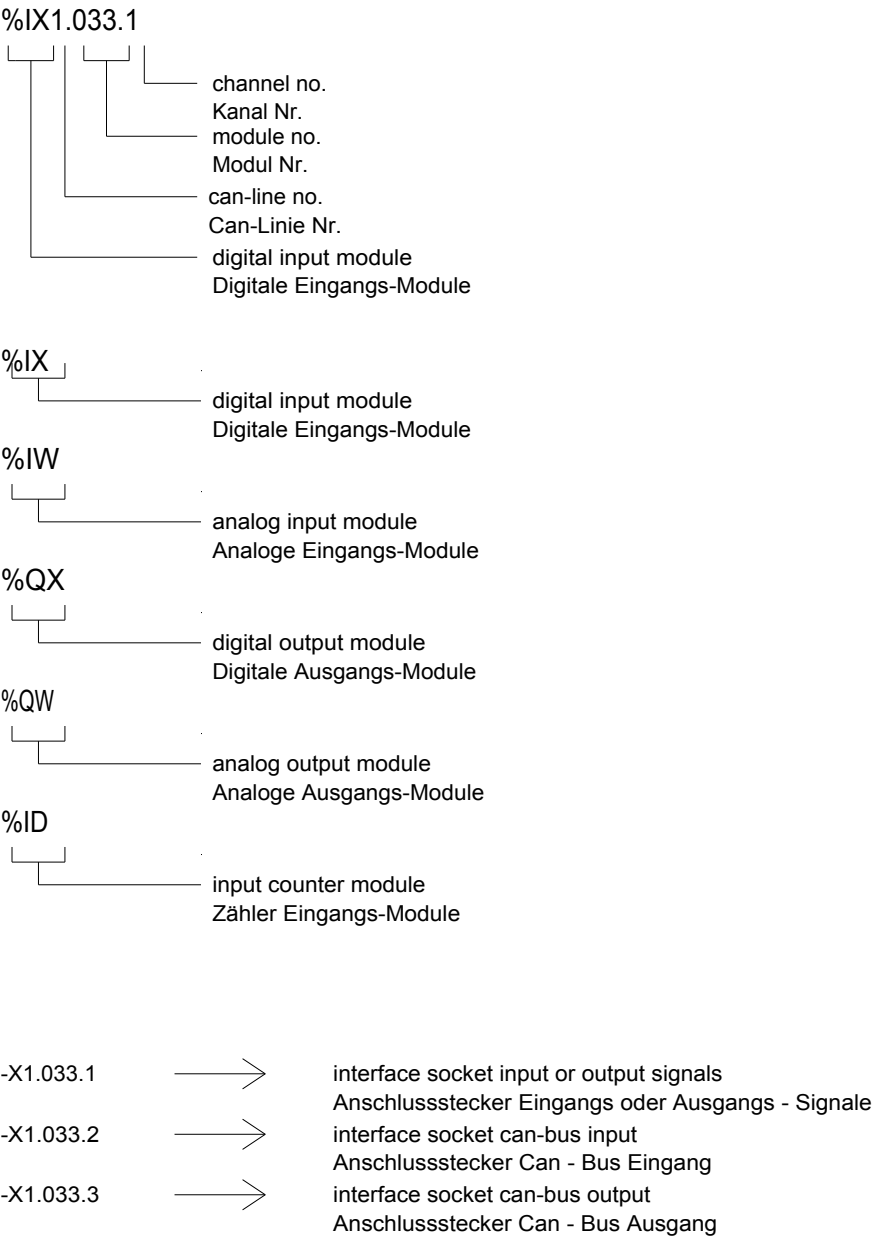 %IX1.033.1
channel no.
Kanal Nr.
module no.
Modul Nr.
can-line no.
Can-Linie Nr.
digital input module
Digitale Eingangs-Module
%IX
digital input module
Digitale Eingangs-Module
%IW
analog input module
Analoge Eingangs-Module
%QX
digital output module
Digitale Ausgangs-Module
%QW
analog output module
Analoge Ausgangs-Module
%ID
input counter module
Zähler Eingangs-Module
-X1.033.1 interface socket input or output signals
Anschlussstecker Eingangs oder Ausgangs - Signale
-X1.033.2 interface socket can-bus input
Anschlussstecker Can - Bus Eingang
-X1.033.3 interface socket can-bus output
Anschlussstecker Can - Bus Ausgang